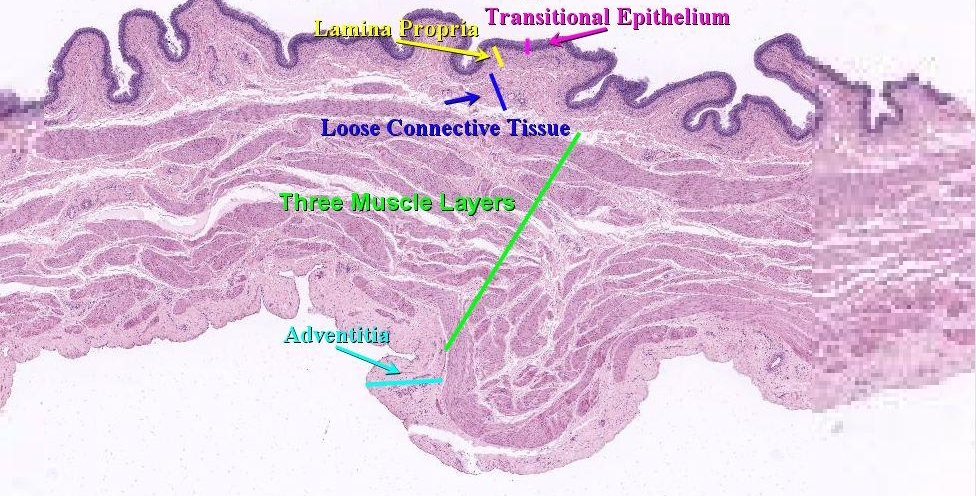 Transitional Epithelium
Lamina Propria
Loose Connective Tissue
Three Muscle Layers
Adventitia